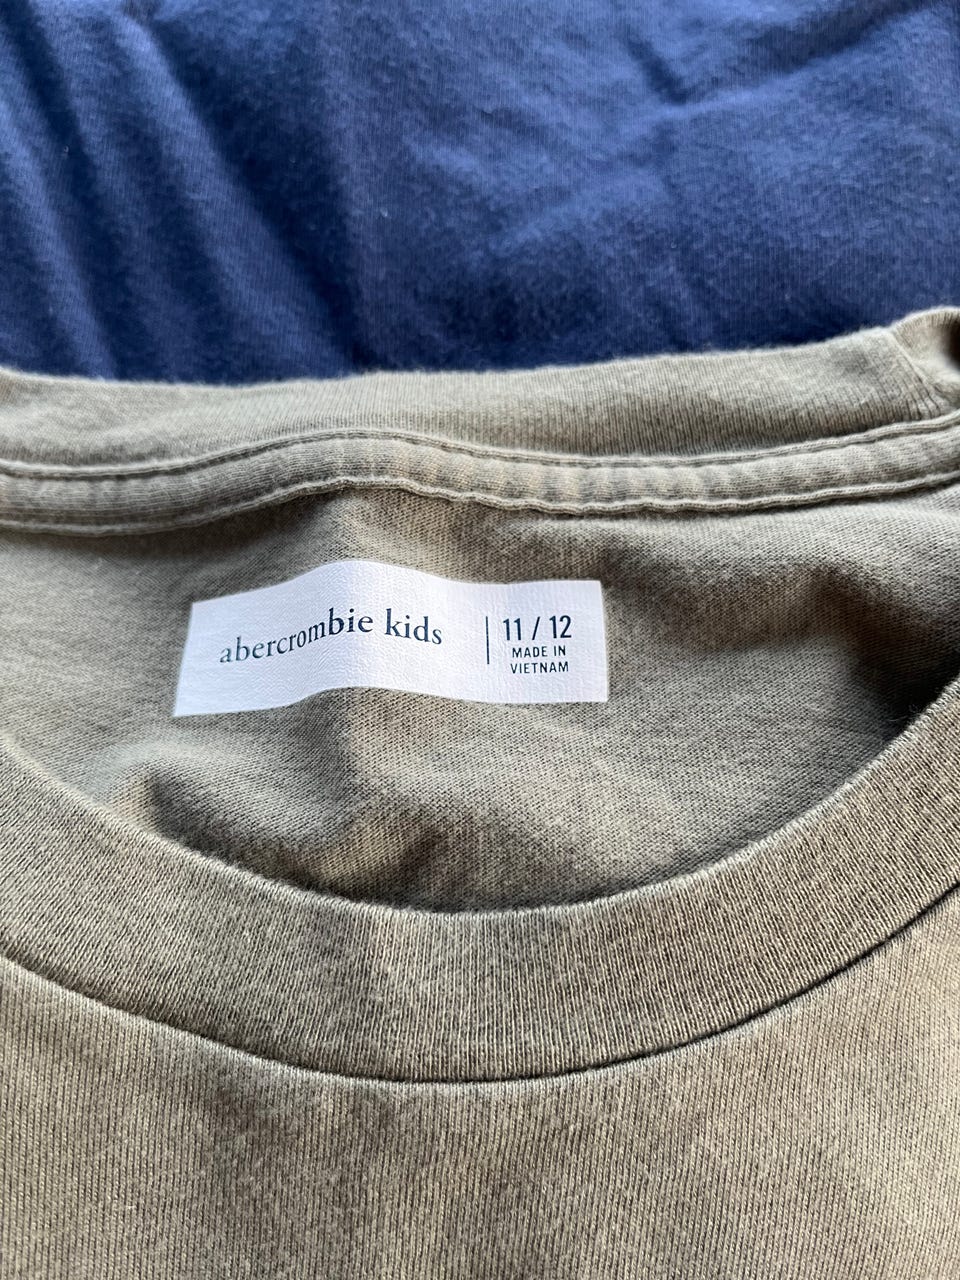 abercrombie kids
11 / 12
MADE IN
VIETNAM